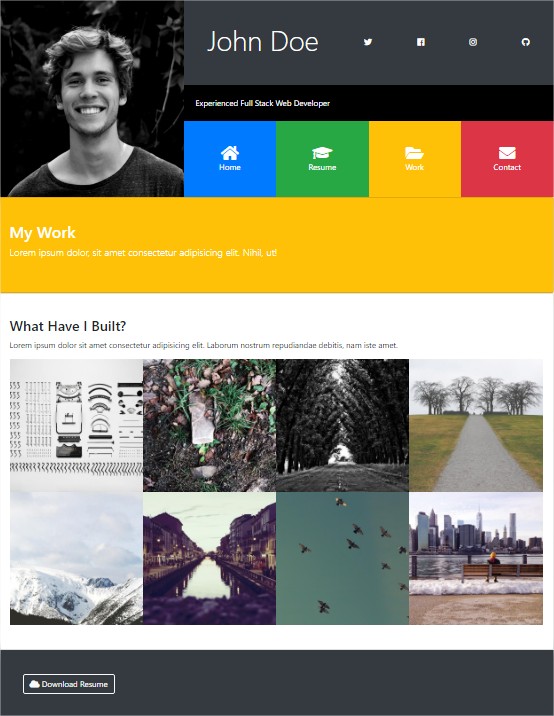 John Doe
Experienced Full Stack Web Developer
Home
Resume
Work
Contact
My Work
Lorem ipsum dolor, sit amet consectetur adipisicing elit. Nihil, ut!
What Have I Built?
Lorem ipsum dolor sit amet consectetur adipisicing elit. Laborum nostrum repudiandae debitis, nam iste amet.
Download Resume